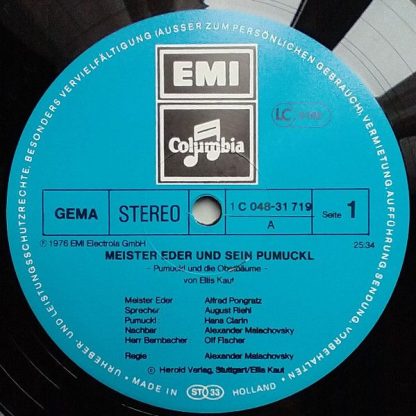 EMI
Columbia
LC
GEMA
STEREO
1 C 048-31 719
A
Seite 1
℗ 1976 EMI Electrola GmbH
25:34
MEISTER EDER UND SEIN PUMUCKL
- Pumuckl und die Obstbäume -
von Ellis Kaut
Meister Eder Alfred Pongratz
Sprecher August Riehl
Pumuckl Hans Clarin
Nachbar Alexander Malachovsky
Herr Bernbacher Olf Fischer
Regie Alexander Malachovsky
© Herold Verlag, Stuttgart/Ellis Kaut
MADE IN ST 33 HOLLAND
URHEBER- UND LEISTUNGSSCHUTZRECHTE, BESONDERS VERVIELFÄLTIGUNG (AUSSER ZUM PERSÖNLICHEN GEBRAUCH), VERMIETUNG, AUFFÜHRUNG, SENDUNG VORBEHALTEN